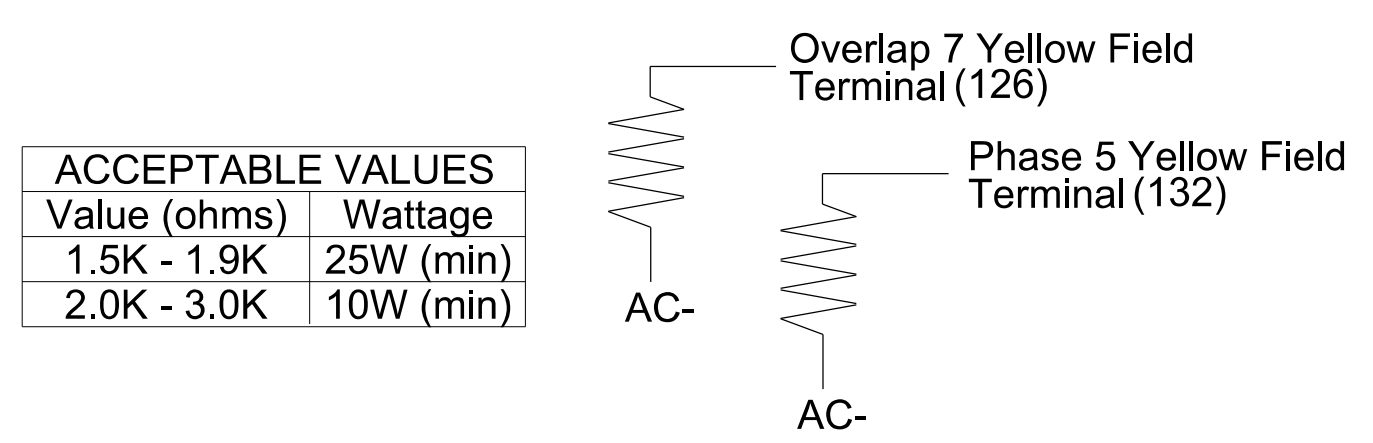 ACCEPTABLE VALUES
Value (ohms) Wattage
1.5K - 1.9K 25W (min)
2.0K - 3.0K 10W (min)
Overlap 7 Yellow Field
Terminal (126)
AC-
Phase 5 Yellow Field
Terminal (132)
AC-